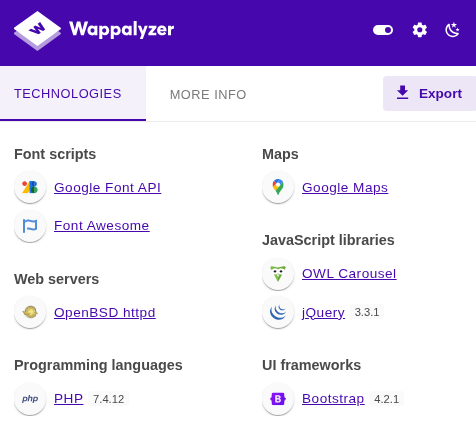 Wappalyzer
TECHNOLOGIES
MORE INFO
Export
Font scripts
Google Font API
Font Awesome
Web servers
OpenBSD httpd
Programming languages
php
PHP 7.4.12
Maps
Google Maps
JavaScript libraries
OWL Carousel
jQuery 3.3.1
UI frameworks
B
Bootstrap 4.2.1